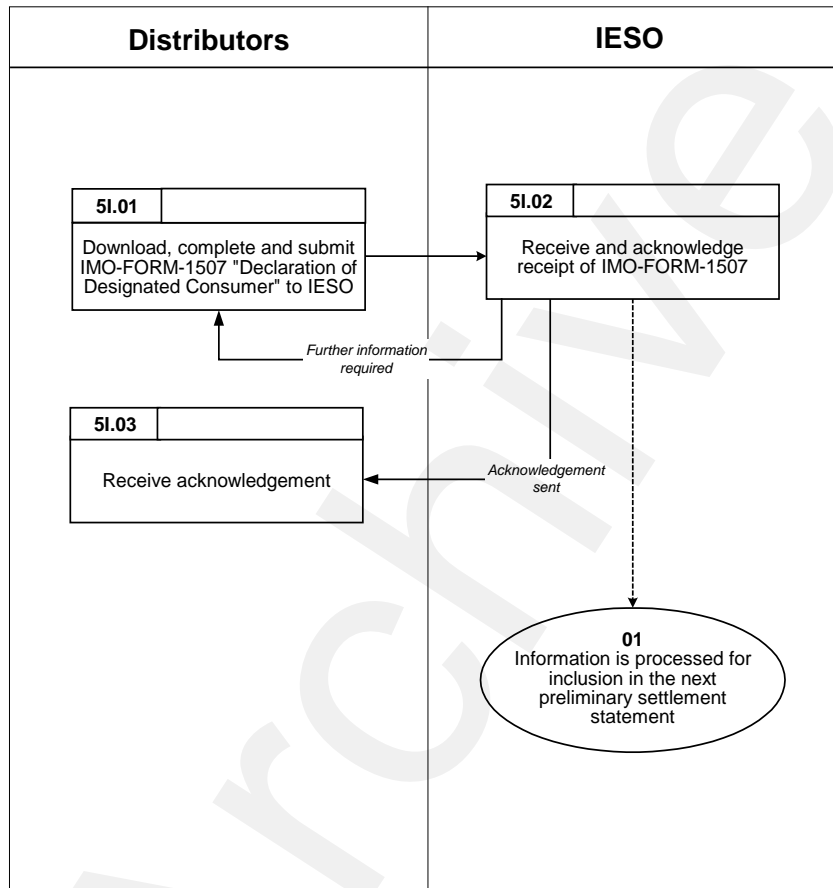 Distributors
IESO
5I.01
Download, complete and submit
IMO-FORM-1507 "Declaration of
Designated Consumer" to IESO
5I.02
Receive and acknowledge
receipt of IMO-FORM-1507
Further information
required
5I.03
Receive acknowledgement
Acknowledgement
sent
01
Information is processed for
inclusion in the next
preliminary settlement
statement
Archive